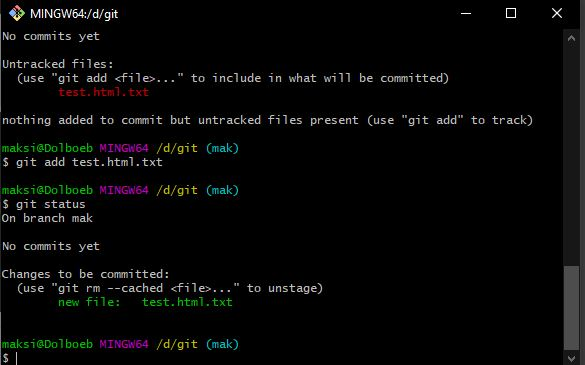 MINGW64:/d/git
No commits yet
Untracked files:
(use "git add <file>..." to include in what will be committed)
test.html.txt
nothing added to commit but untracked files present (use "git add" to track)
maksi@Dolboeb MINGW64 /d/git (mak)
$ git add test.html.txt
maksi@Dolboeb MINGW64 /d/git (mak)
$ git status
On branch mak
No commits yet
Changes to be committed:
(use "git rm --cached <file>..." to unstage)
new file:   test.html.txt
maksi@Dolboeb MINGW64 /d/git (mak)
$